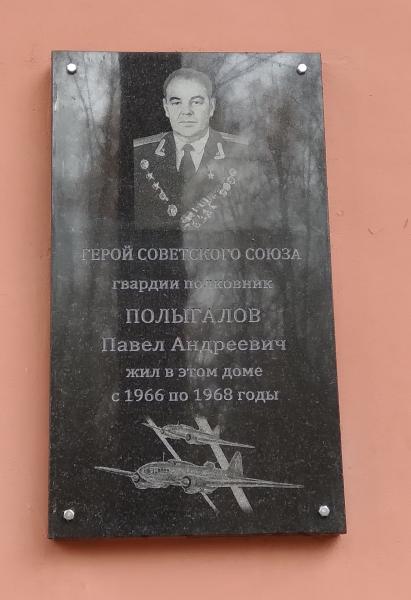 ГЕРОЙ СОВЕТСКОГО СОЮЗА
гвардии полковник
ПОЛЫГАЛОВ
Павел Андреевич
жил в этом доме
с 1966 по 1968 годы